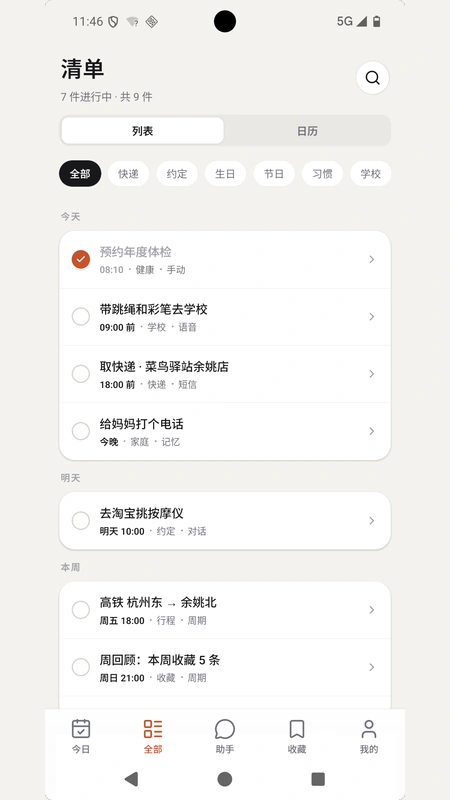 11:46
5G
清单
7 件进行中 · 共 9 件
列表
日历
全部
快递
约定
生日
节日
习惯
学校
今天
预约年度体检
08:10 · 健康 · 手动
带跳绳和彩笔去学校
09:00 前 · 学校 · 语音
取快递 · 菜鸟驿站余姚店
18:00 前 · 快递 · 短信
给妈妈打个电话
今晚 · 家庭 · 记忆
明天
去淘宝挑按摩仪
明天 10:00 · 约定 · 对话
本周
高铁 杭州东 → 余姚北
周五 18:00 · 行程 · 周期
周回顾：本周收藏 5 条
周日 21:00 · 收藏 · 周期
今日
全部
助手
收藏
我的